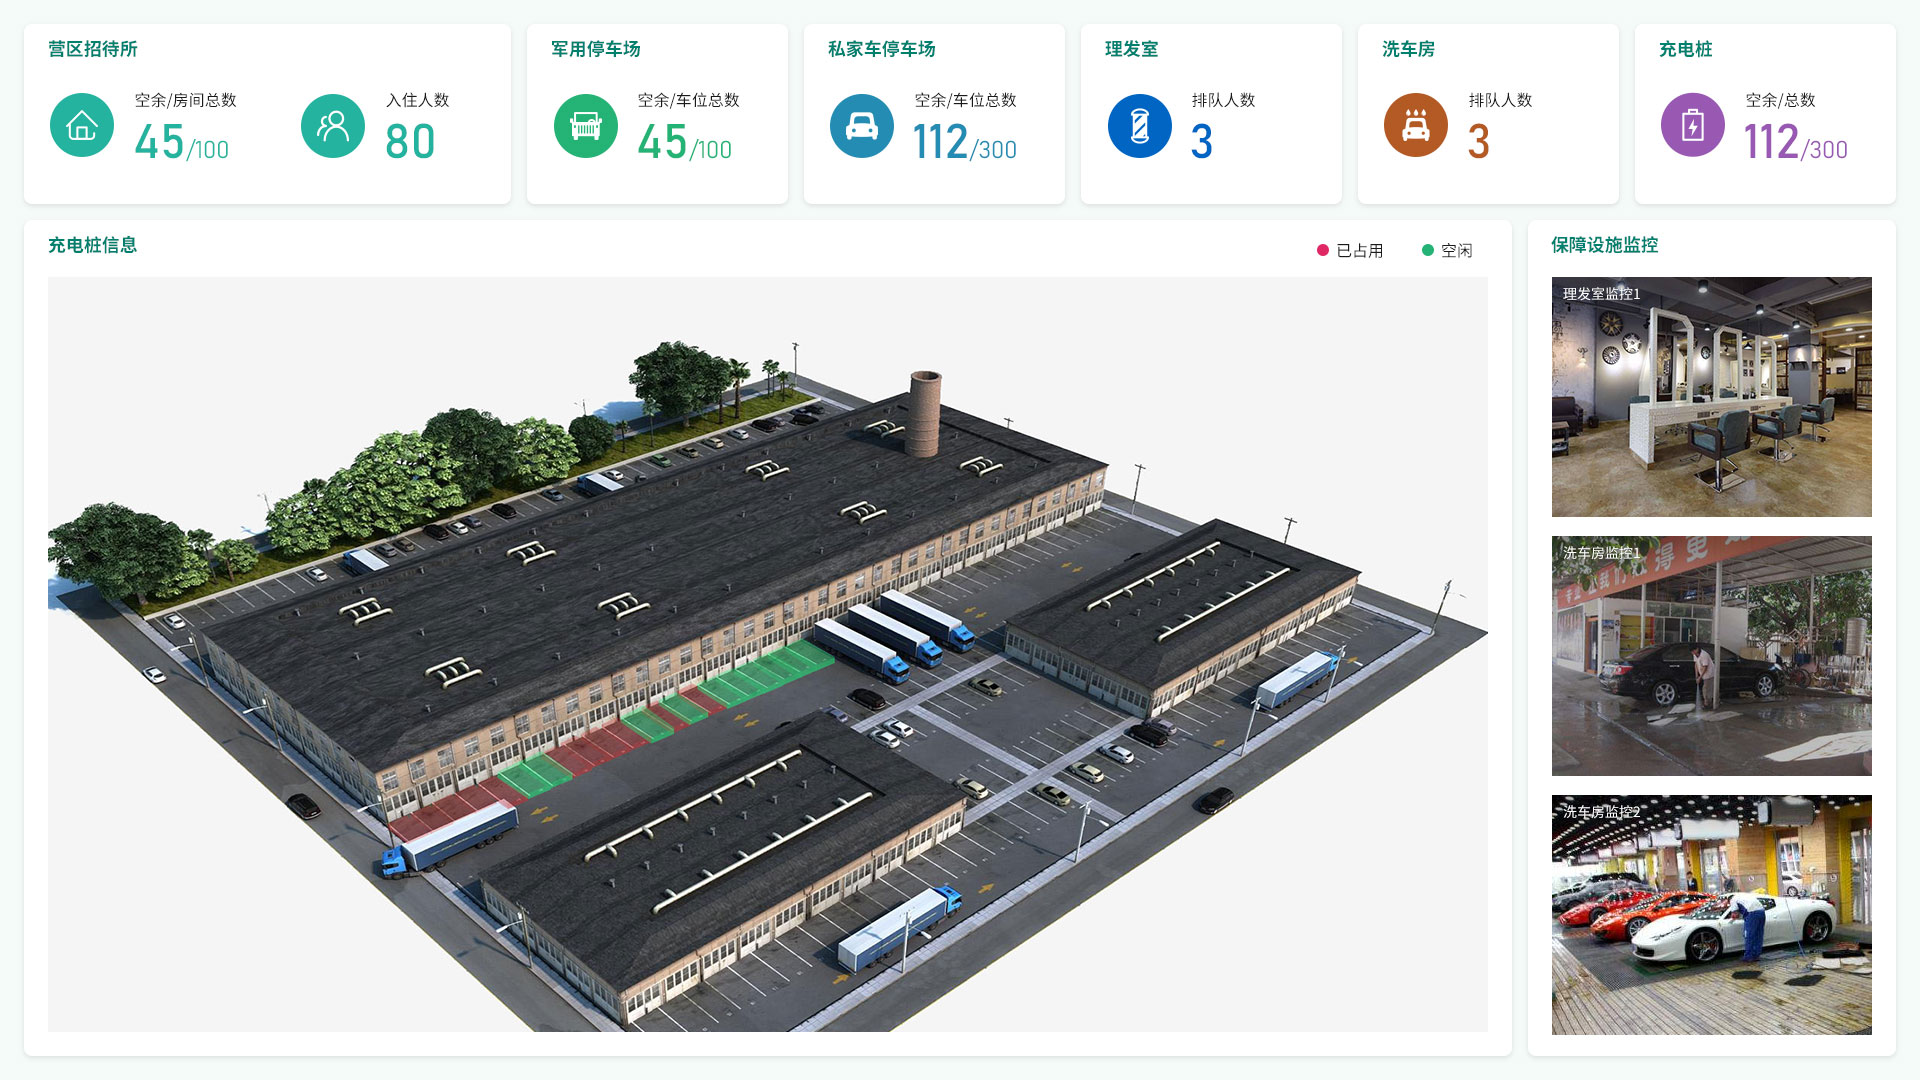 营区招待所
空余/房间总数
45/100
入住人数
80
军用停车场
空余/车位总数
45/100
私家车停车场
空余/车位总数
112/300
理发室
排队人数
3
洗车房
排队人数
3
充电桩
空余/总数
112/300
充电桩信息
已占用
空闲
保障设施监控
理发室监控1
洗车房监控1
洗车房监控2